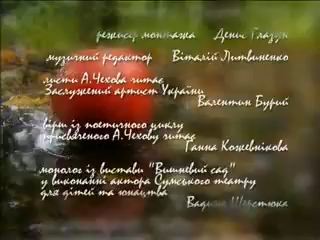 режисер монтажа Денис Глазун
музичний редактор Віталій Литвиненко
листи А.Чехова читає
Заслужений артист України
Валентин Бурий
вірш із поетичного циклу
присвяченого А.Чехову читає
Ганна Кожевнікова
монолог із вистави "Вишневий сад"
у виконанні актора Сумського театру
для дітей та юнацтва
Вадима Шерстюка